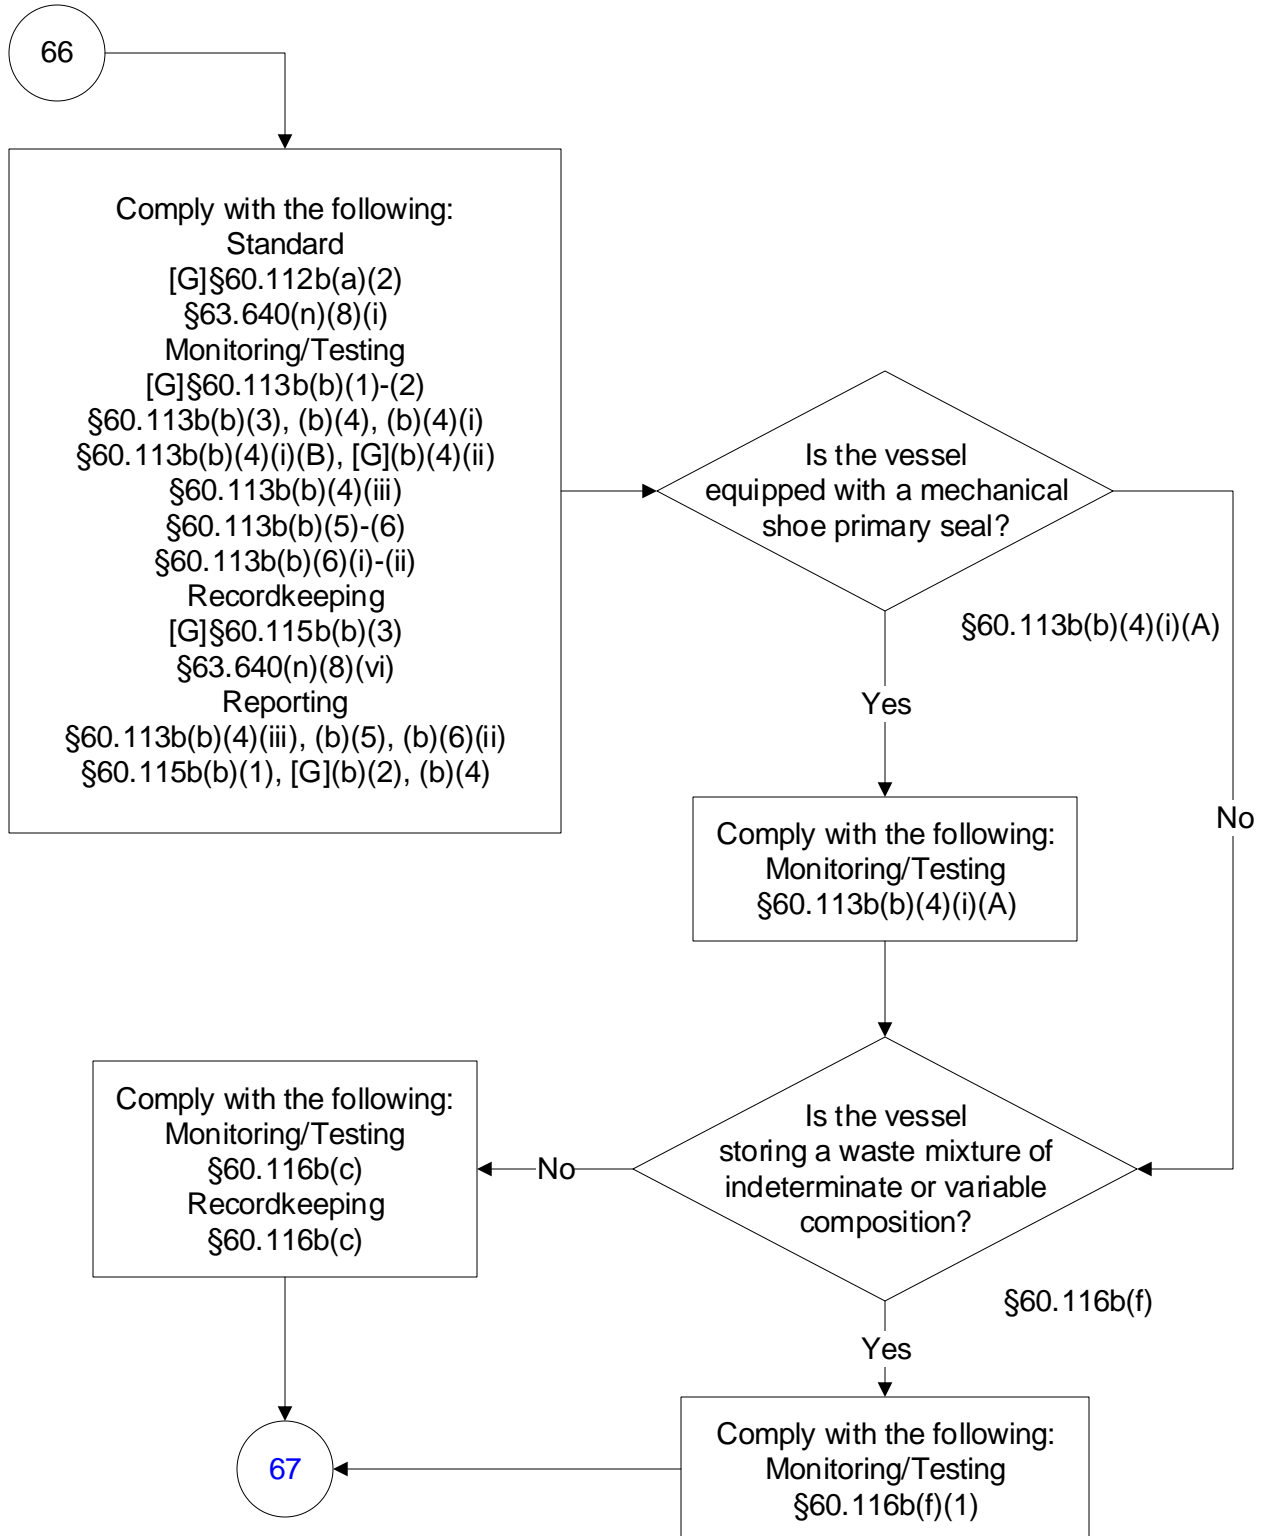 66
Comply with the following:
Standard
[G]§60.112b(a)(2)
§63.640(n)(8)(i)
Monitoring/Testing
[G]§60.113b(b)(1)-(2)
§60.113b(b)(3), (b)(4), (b)(4)(i)
§60.113b(b)(4)(i)(B), [G](b)(4)(ii)
§60.113b(b)(4)(iii)
§60.113b(b)(5)-(6)
§60.113b(b)(6)(i)-(ii)
Recordkeeping
[G]§60.115b(b)(3)
§63.640(n)(8)(vi)
Reporting
§60.113b(b)(4)(iii), (b)(5), (b)(6)(ii)
§60.115b(b)(1), [G](b)(2), (b)(4)
Is the vessel
equipped with a mechanical
shoe primary seal?
§60.113b(b)(4)(i)(A)
Yes
No
Comply with the following:
Monitoring/Testing
§60.113b(b)(4)(i)(A)
Is the vessel
storing a waste mixture of
indeterminate or variable
composition?
§60.116b(f)
No
Comply with the following:
Monitoring/Testing
§60.116b(c)
Recordkeeping
§60.116b(c)
Yes
Comply with the following:
Monitoring/Testing
§60.116b(f)(1)
67